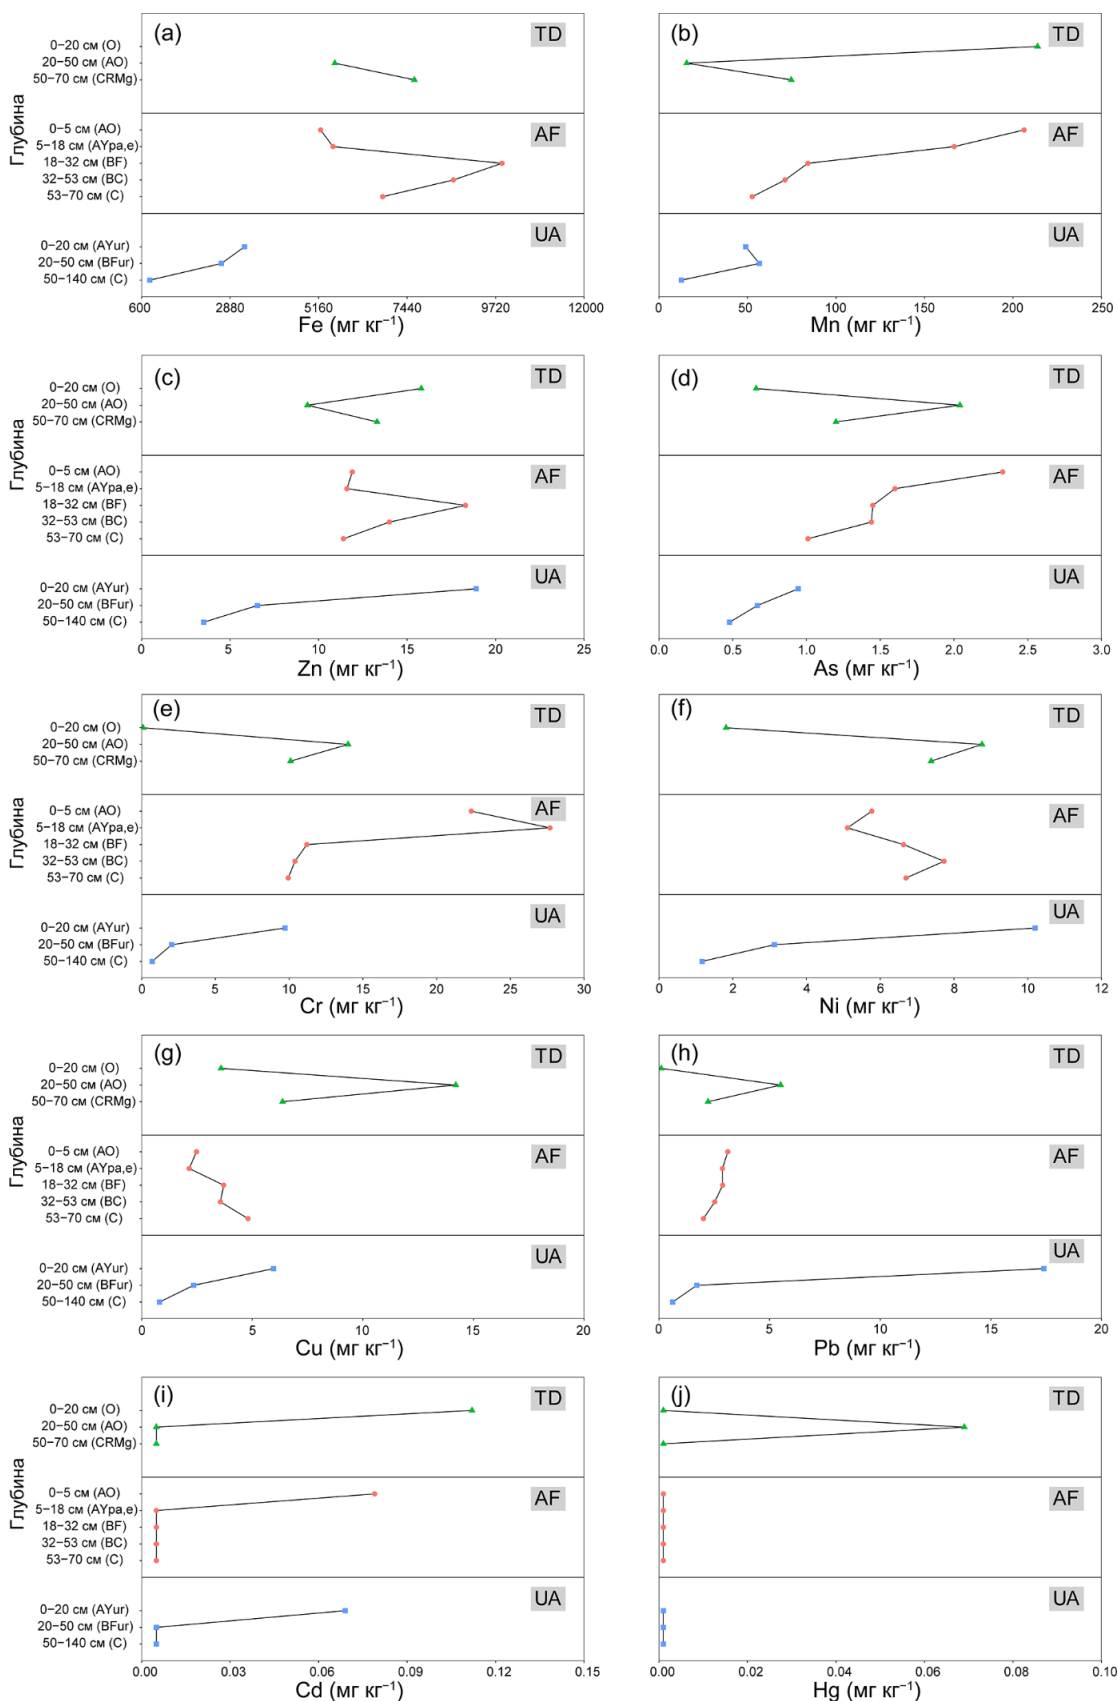 (a)
TD
0–20 см (O)
20–50 см (AO)
50–70 см (CRMg)
AF
0–5 см (AO)
5–18 см (AYpa,e)
18–32 см (BF)
32–53 см (BC)
53–70 см (C)
UA
0–20 см (AYur)
20–50 см (BFur)
50–140 см (C)
Глубина
600 2880 5160 7440 9720 12000
Fe (мг кг⁻¹)
(b)
TD
AF
UA
0 50 100 150 200 250
Mn (мг кг⁻¹)
(c)
TD
0–20 см (O)
20–50 см (AO)
50–70 см (CRMg)
AF
0–5 см (AO)
5–18 см (AYpa,e)
18–32 см (BF)
32–53 см (BC)
53–70 см (C)
UA
0–20 см (AYur)
20–50 см (BFur)
50–140 см (C)
Глубина
0 5 10 15 20 25
Zn (мг кг⁻¹)
(d)
TD
AF
UA
0.0 0.5 1.0 1.5 2.0 2.5 3.0
As (мг кг⁻¹)
(e)
TD
0–20 см (O)
20–50 см (AO)
50–70 см (CRMg)
AF
0–5 см (AO)
5–18 см (AYpa,e)
18–32 см (BF)
32–53 см (BC)
53–70 см (C)
UA
0–20 см (AYur)
20–50 см (BFur)
50–140 см (C)
Глубина
0 10 20 30
Cr (мг кг⁻¹)
(f)
TD
AF
UA
0 2 4 6 8 10 12
Ni (мг кг⁻¹)
(g)
TD
0–20 см (O)
20–50 см (AO)
50–70 см (CRMg)
AF
0–5 см (AO)
5–18 см (AYpa,e)
18–32 см (BF)
32–53 см (BC)
53–70 см (C)
UA
0–20 см (AYur)
20–50 см (BFur)
50–140 см (C)
Глубина
0 5 10 15 20
Cu (мг кг⁻¹)
(h)
TD
AF
UA
0 5 10 15 20
Pb (мг кг⁻¹)
(i)
TD
0–20 см (O)
20–50 см (AO)
50–70 см (CRMg)
AF
0–5 см (AO)
5–18 см (AYpa,e)
18–32 см (BF)
32–53 см (BC)
53–70 см (C)
UA
0–20 см (AYur)
20–50 см (BFur)
50–140 см (C)
Глубина
0.00 0.03 0.06 0.09 0.12 0.15
Cd (мг кг⁻¹)
(j)
TD
AF
UA
0.00 0.02 0.04 0.06 0.08 0.10
Hg (мг кг⁻¹)